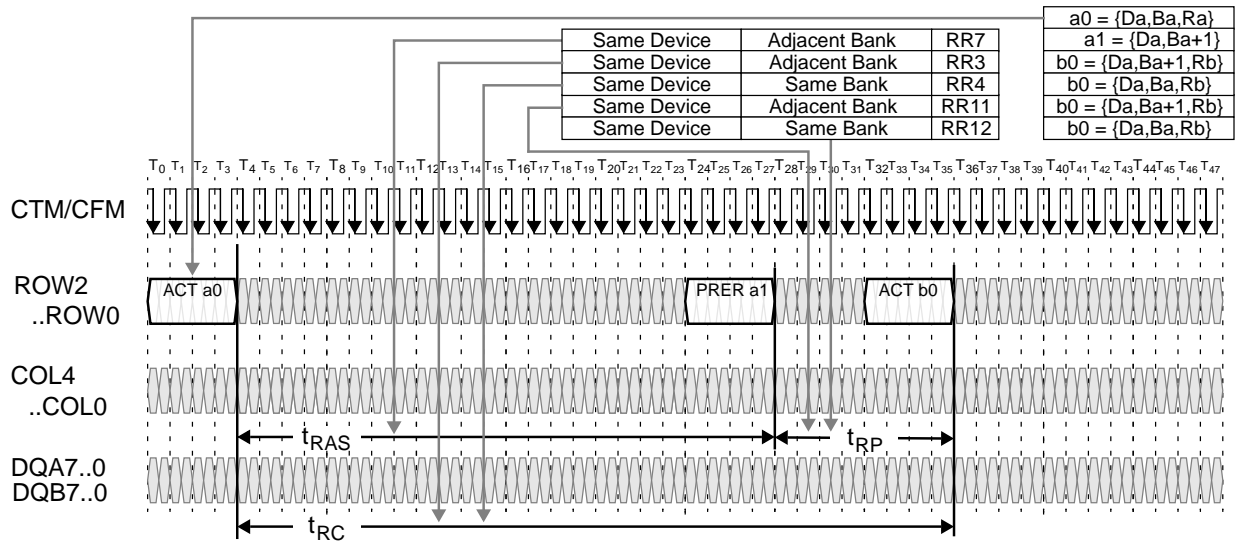 a0 = {Da,Ba,Ra}
Same Device Adjacent Bank RR7 a1 = {Da,Ba+1}
Same Device Adjacent Bank RR3 b0 = {Da,Ba+1,Rb}
Same Device Same Bank RR4 b0 = {Da,Ba,Rb}
Same Device Adjacent Bank RR11 b0 = {Da,Ba+1,Rb}
Same Device Same Bank RR12 b0 = {Da,Ba,Rb}
T0 T1 T2 T3 T4 T5 T6 T7 T8 T9 T10 T11 T12 T13 T14 T15 T16 T17 T18 T19 T20 T21 T22 T23 T24 T25 T26 T27 T28 T29 T30 T31 T32 T33 T34 T35 T36 T37 T38 T39 T40 T41 T42 T43 T44 T45 T46 T47
CTM/CFM
ROW2
..ROW0
ACT a0 PRER a1 ACT b0
COL4
..COL0
tRAS tRP
DQA7..0
DQB7..0
tRC